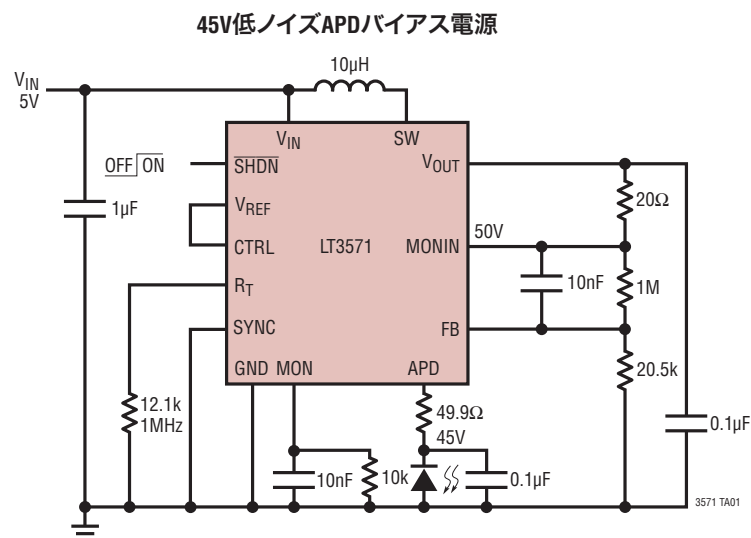 45V低ノイズAPDバイアス電源
10µH
VIN
5V
VIN
SW
OFF ON
SHDN
VOUT
20Ω
1µF
VREF
50V
CTRL
LT3571
MONIN
10nF
1M
RT
SYNC
FB
GND
MON
APD
20.5k
12.1k
1MHz
49.9Ω
45V
0.1µF
10nF
10k
0.1µF
3571 TA01